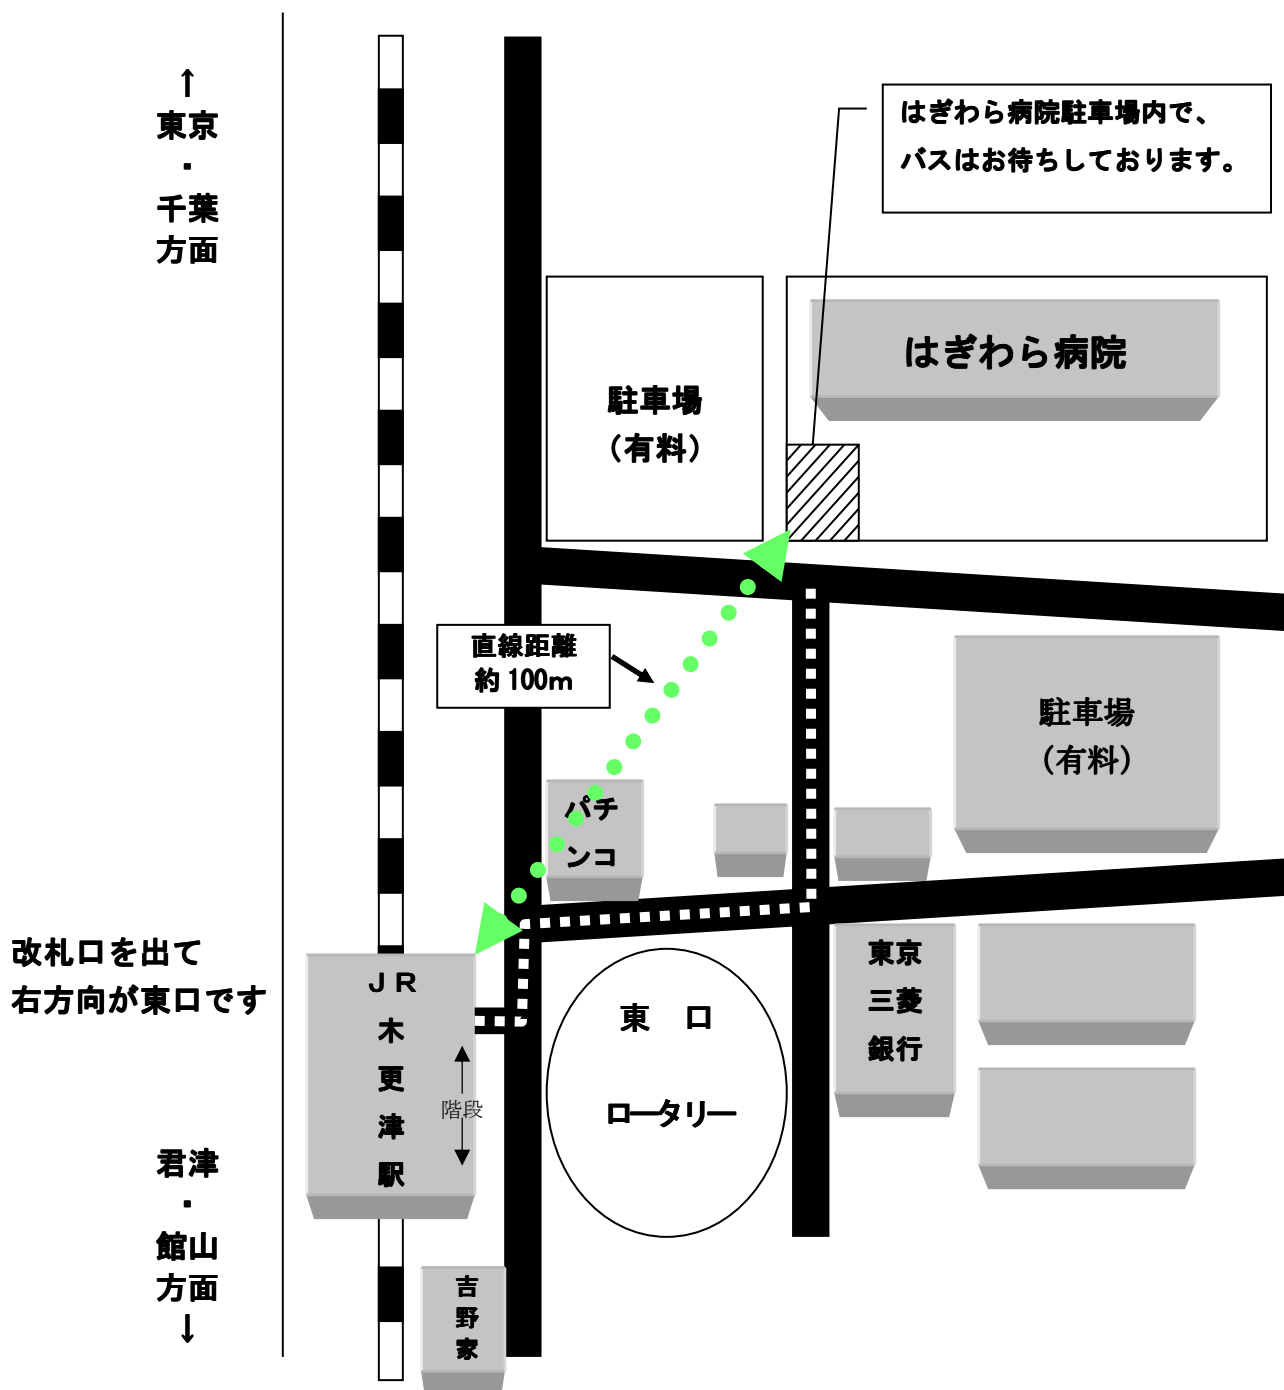 ↑
東京
・
千葉
方面
はぎわら病院駐車場内で、
バスはお待ちしております。
はぎわら病院
駐車場
（有料）
直線距離
約100m
駐車場
（有料）
パチ
ンコ
改札口を出て
右方向が東口です
ＪＲ
木
更
津
駅
階段
東　口
ロータリー
東京
三菱
銀行
君津
・
館山
方面
↓
吉
野
家